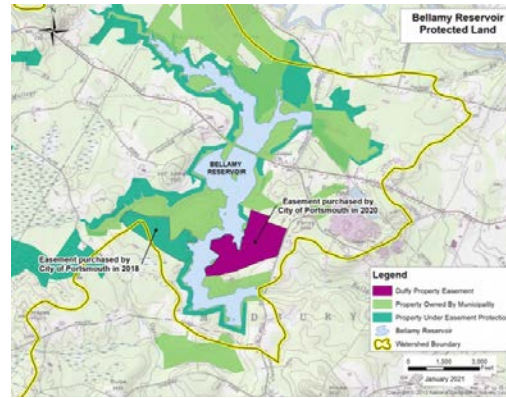 Bellamy Reservoir
Protected Land
BELLAMY
RESERVOIR
Easement purchased by
City of Portsmouth in 2020
Easement purchased by
City of Portsmouth in 2018
M A D B U R Y
Legend
Duffy Property Easement
Property Owned By Municipality
Property Under Easement Protection
Bellamy Reservoir
Watershed Boundary
0 1,500 3,000
Feet
January 2021